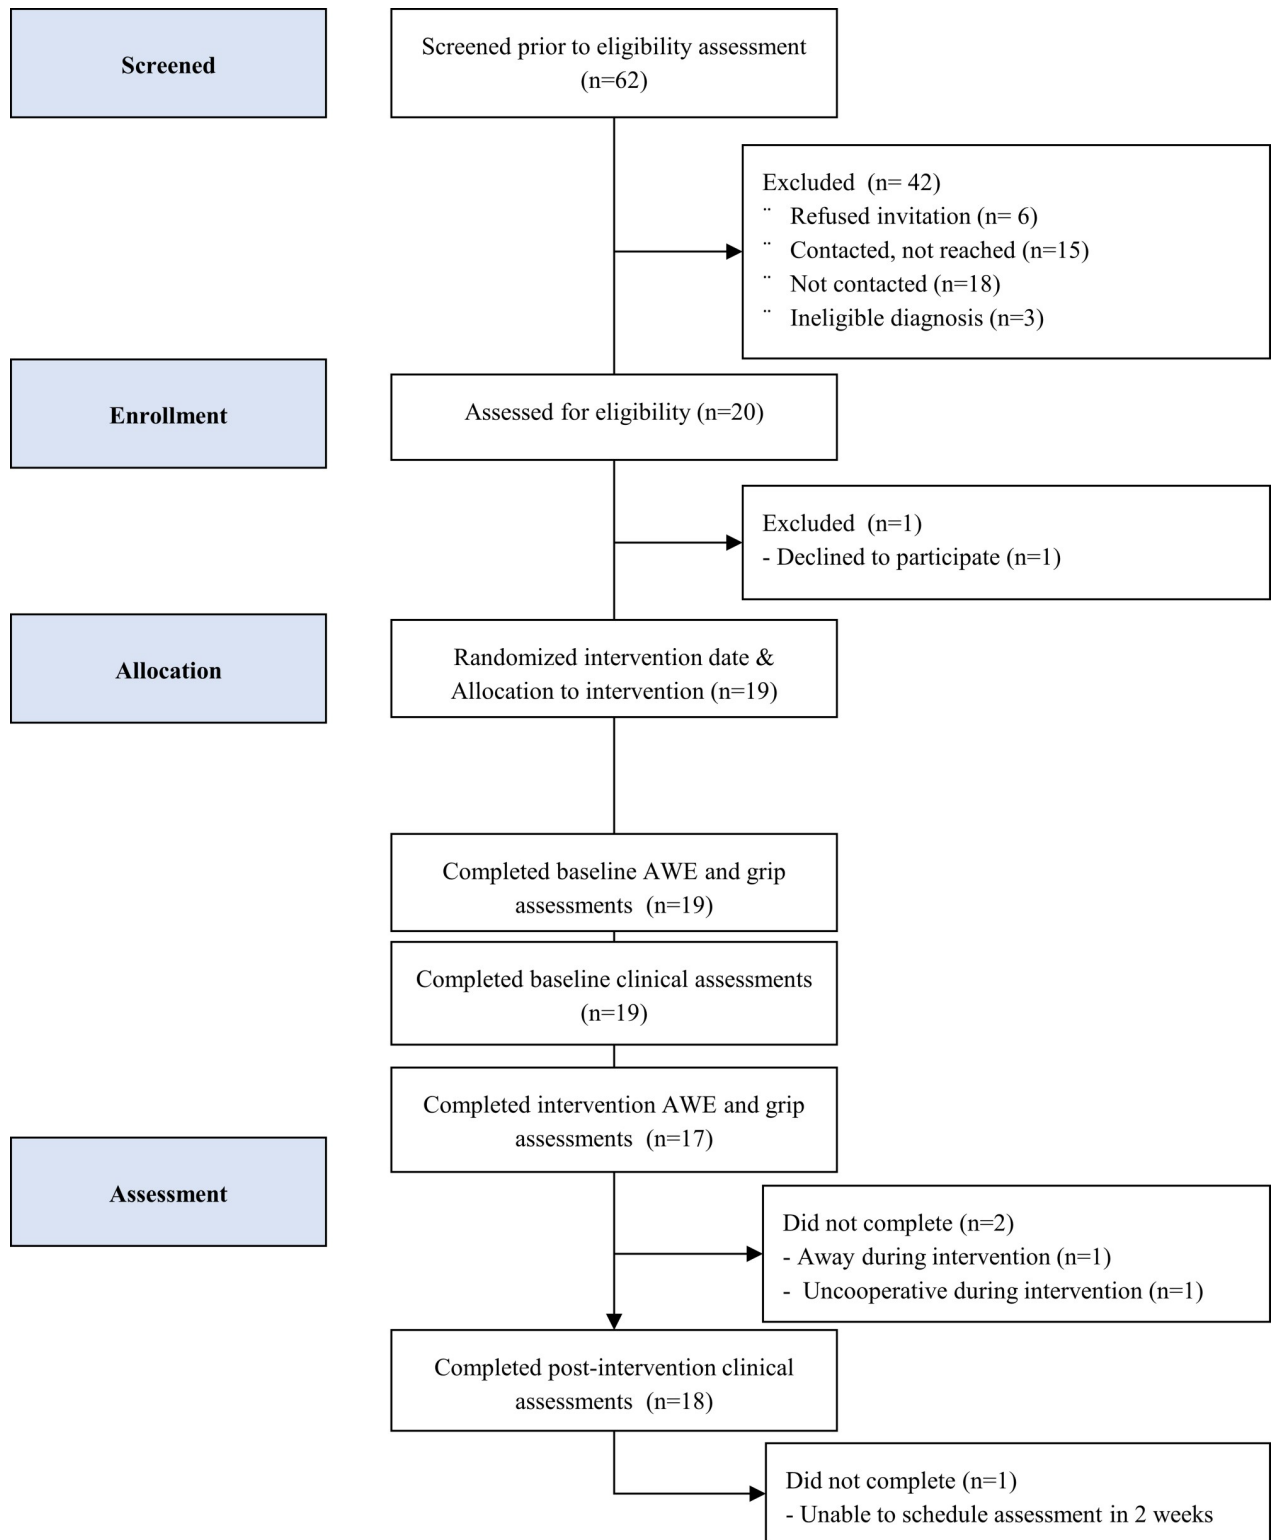 Screened
Screened prior to eligibility assessment
(n=62)
Excluded  (n= 42)
¨ Refused invitation (n= 6)
¨ Contacted, not reached (n=15)
¨ Not contacted (n=18)
¨ Ineligible diagnosis (n=3)
Enrollment
Assessed for eligibility (n=20)
Excluded  (n=1)
- Declined to participate (n=1)
Allocation
Randomized intervention date &
Allocation to intervention (n=19)
Completed baseline AWE and grip
assessments  (n=19)
Completed baseline clinical assessments
(n=19)
Completed intervention AWE and grip
assessments  (n=17)
Assessment
Did not complete (n=2)
- Away during intervention (n=1)
-  Uncooperative during intervention (n=1)
Completed post-intervention clinical
assessments  (n=18)
Did not complete (n=1)
- Unable to schedule assessment in 2 weeks